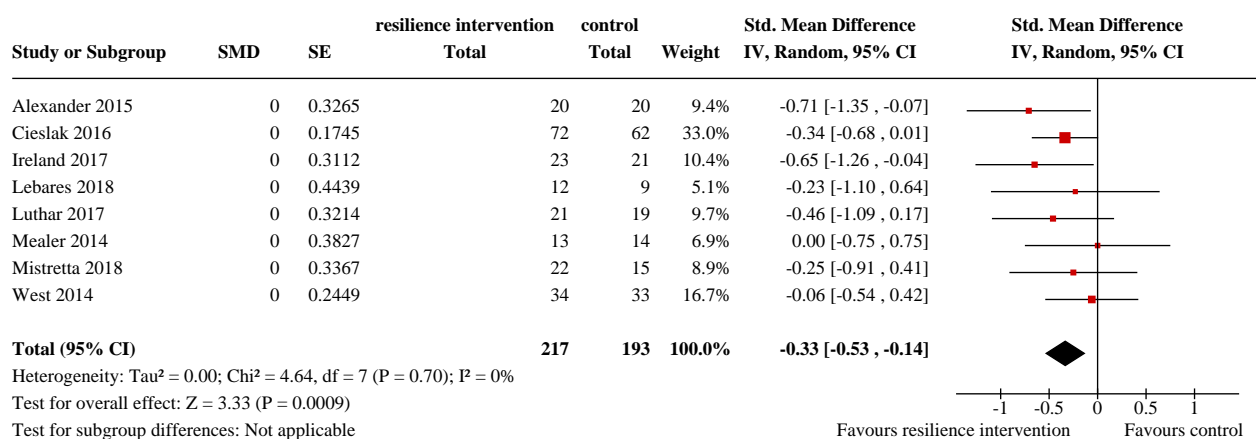 resilience intervention control Std. Mean Difference Std. Mean Difference
Study or Subgroup SMD SE Total Total Weight IV, Random, 95% CI IV, Random, 95% CI
Alexander 2015 0 0.3265 20 20 9.4% -0.71 [-1.35 , -0.07]
Cieslak 2016 0 0.1745 72 62 33.0% -0.34 [-0.68 , 0.01]
Ireland 2017 0 0.3112 23 21 10.4% -0.65 [-1.26 , -0.04]
Lebares 2018 0 0.4439 12 9 5.1% -0.23 [-1.10 , 0.64]
Luthar 2017 0 0.3214 21 19 9.7% -0.46 [-1.09 , 0.17]
Mealer 2014 0 0.3827 13 14 6.9% 0.00 [-0.75 , 0.75]
Mistretta 2018 0 0.3367 22 15 8.9% -0.25 [-0.91 , 0.41]
West 2014 0 0.2449 34 33 16.7% -0.06 [-0.54 , 0.42]
Total (95% CI) 217 193 100.0% -0.33 [-0.53 , -0.14]
Heterogeneity: Tau² = 0.00; Chi² = 4.64, df = 7 (P = 0.70); I² = 0%
Test for overall effect: Z = 3.33 (P = 0.0009) -1 -0.5 0 0.5 1
Test for subgroup differences: Not applicable Favours resilience intervention Favours control